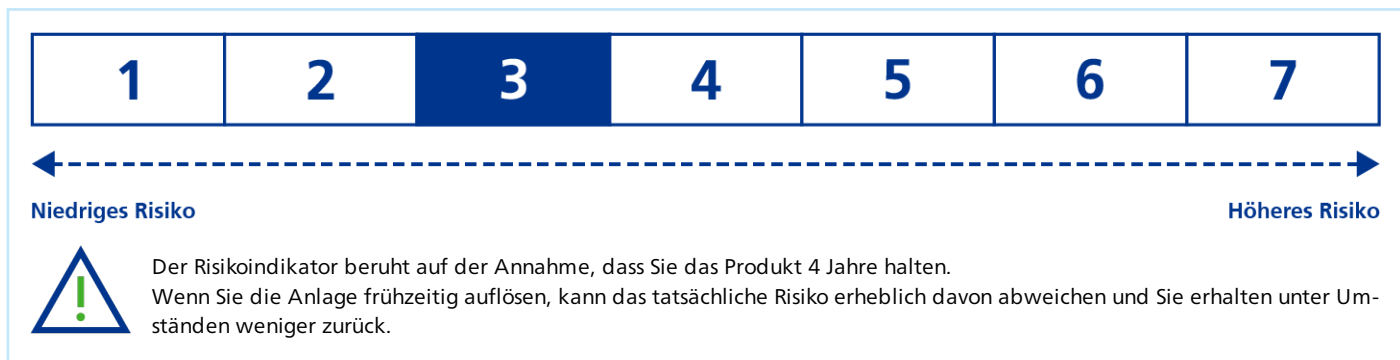 1 2 3 4 5 6 7
Niedriges Risiko Höheres Risiko
Der Risikoindikator beruht auf der Annahme, dass Sie das Produkt 4 Jahre halten.
Wenn Sie die Anlage frühzeitig auflösen, kann das tatsächliche Risiko erheblich davon abweichen und Sie erhalten unter Um-
ständen weniger zurück.